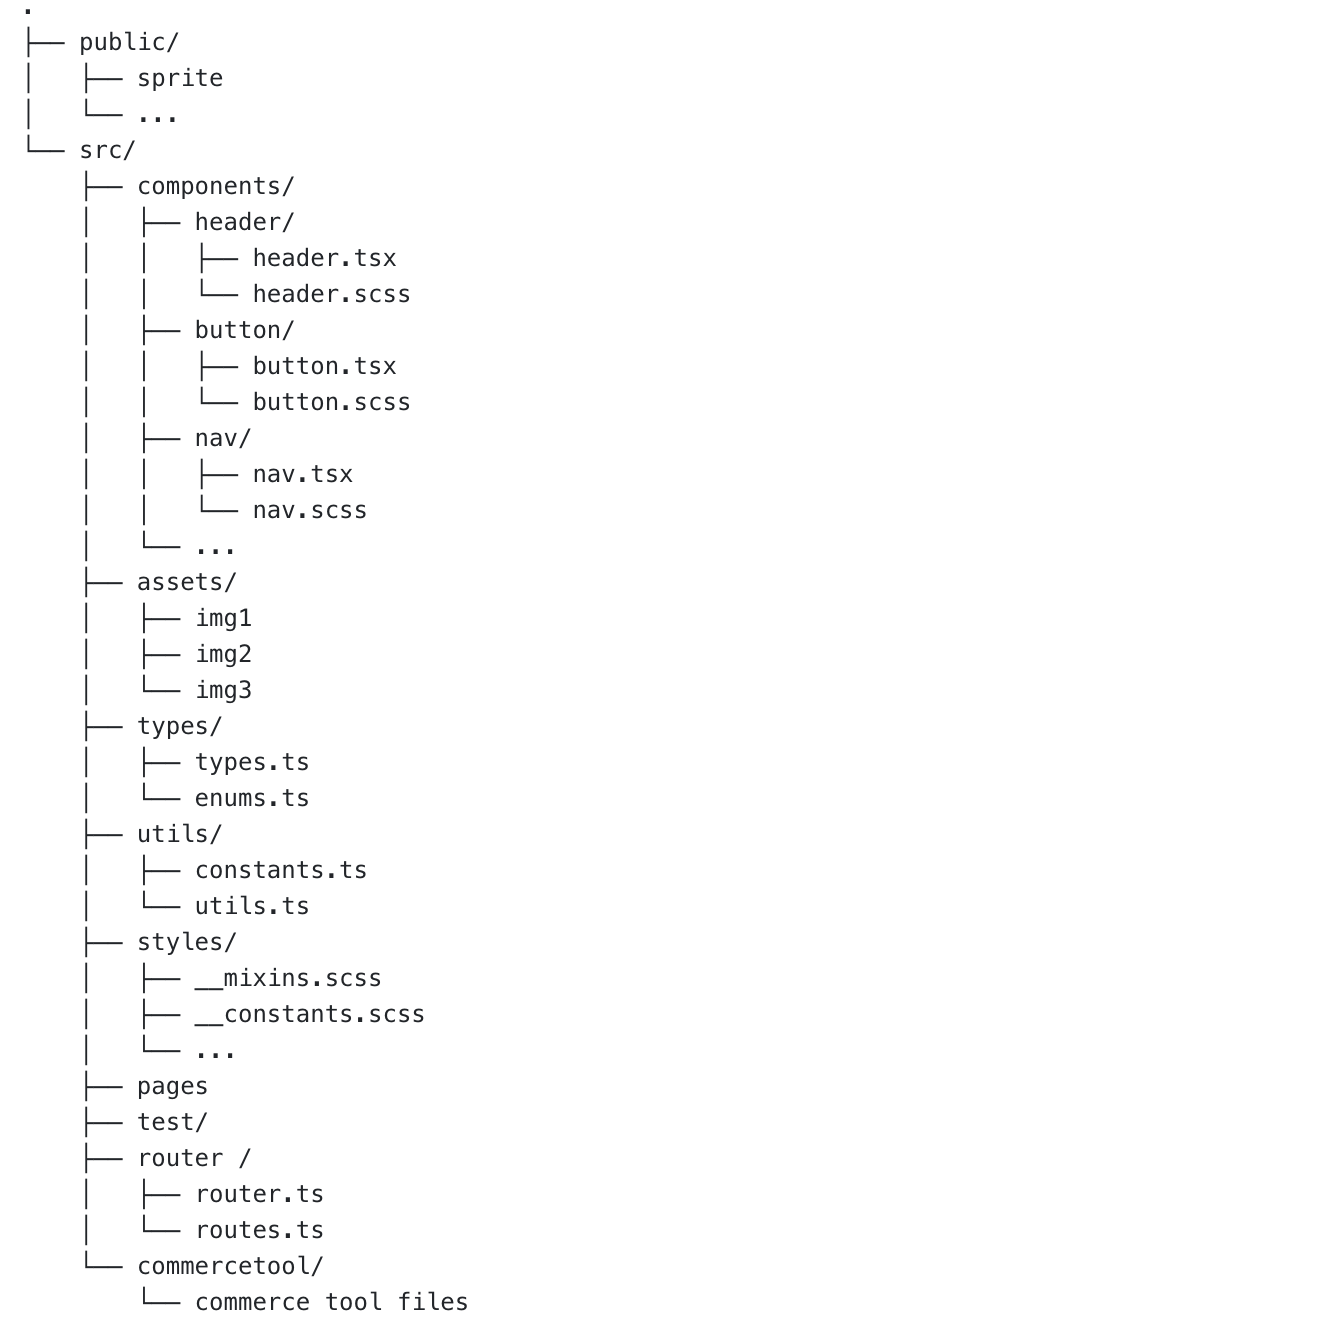 .
├── public/
│   ├── sprite
│   └── ...
└── src/
    ├── components/
    │   ├── header/
    │   │   ├── header.tsx
    │   │   └── header.scss
    │   ├── button/
    │   │   ├── button.tsx
    │   │   └── button.scss
    │   ├── nav/
    │   │   ├── nav.tsx
    │   │   └── nav.scss
    │   └── ...
    ├── assets/
    │   ├── img1
    │   ├── img2
    │   └── img3
    ├── types/
    │   ├── types.ts
    │   └── enums.ts
    ├── utils/
    │   ├── constants.ts
    │   └── utils.ts
    ├── styles/
    │   ├── __mixins.scss
    │   ├── __constants.scss
    │   └── ...
    ├── pages
    ├── test/
    ├── router /
    │   ├── router.ts
    │   └── routes.ts
    └── commercetool/
        └── commerce tool files